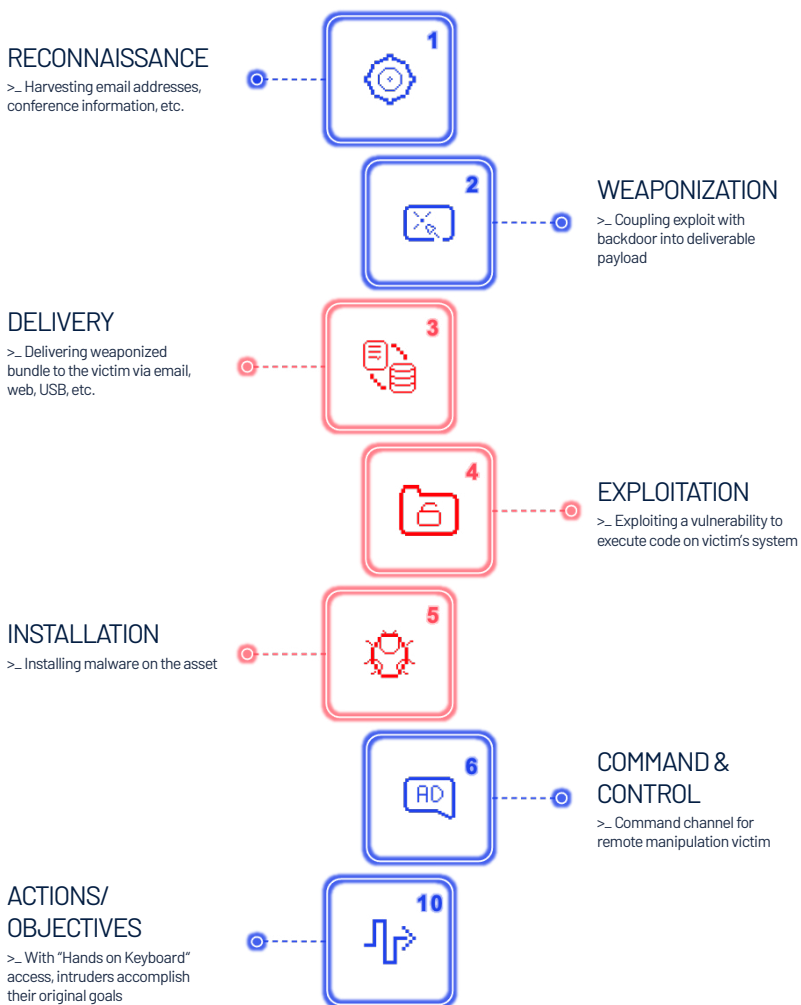 1
RECONNAISSANCE
>_ Harvesting email addresses,
conference information, etc.
2
WEAPONIZATION
>_ Coupling exploit with
backdoor into deliverable
payload
3
DELIVERY
>_ Delivering weaponized
bundle to the victim via email,
web, USB, etc.
4
EXPLOITATION
>_ Exploiting a vulnerability to
execute code on victim's system
5
INSTALLATION
>_ Installing malware on the asset
6
AD
COMMAND &
CONTROL
>_ Command channel for
remote manipulation victim
10
ACTIONS/
OBJECTIVES
>_ With "Hands on Keyboard"
access, intruders accomplish
their original goals